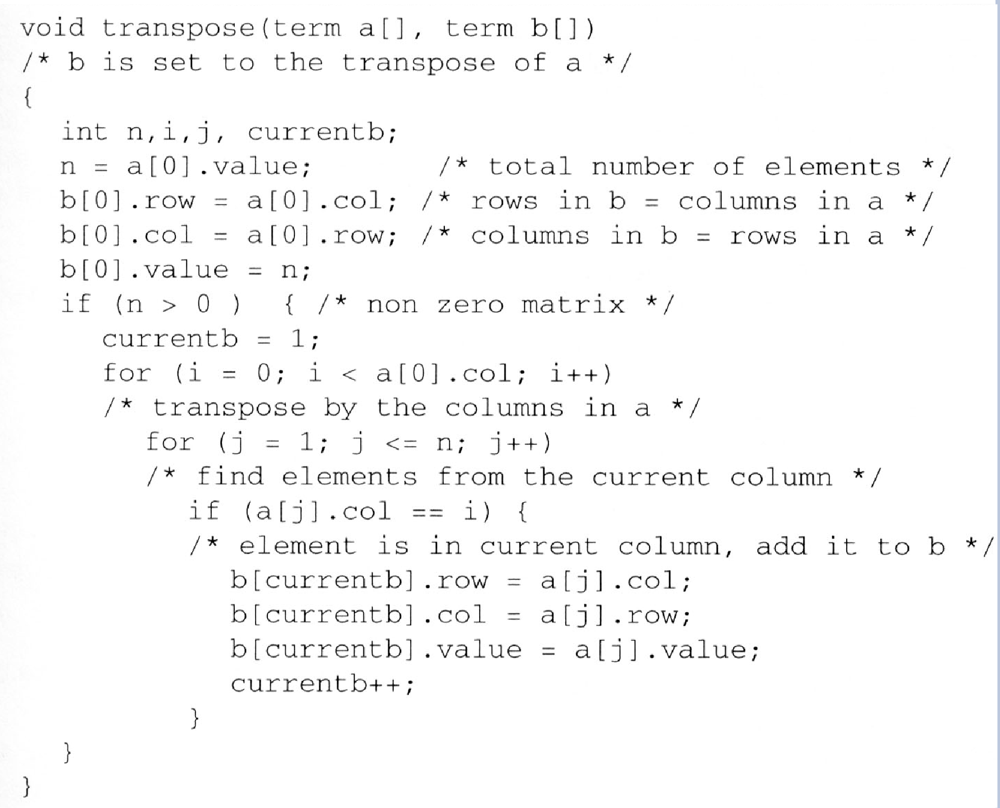 void transpose(term a[], term b[])
/* b is set to the transpose of a */
{
int n,i,j, currentb;
n = a[0].value; /* total number of elements */
b[0].row = a[0].col; /* rows in b = columns in a */
b[0].col = a[0].row; /* columns in b = rows in a */
b[0].value = n;
if (n > 0 ) { /* non zero matrix */
currentb = 1;
for (i = 0; i < a[0].col; i++)
/* transpose by the columns in a */
for (j = 1; j <= n; j++)
/* find elements from the current column */
if (a[j].col == i) {
/* element is in current column, add it to b */
b[currentb].row = a[j].col;
b[currentb].col = a[j].row;
b[currentb].value = a[j].value;
currentb++;
}
}
}